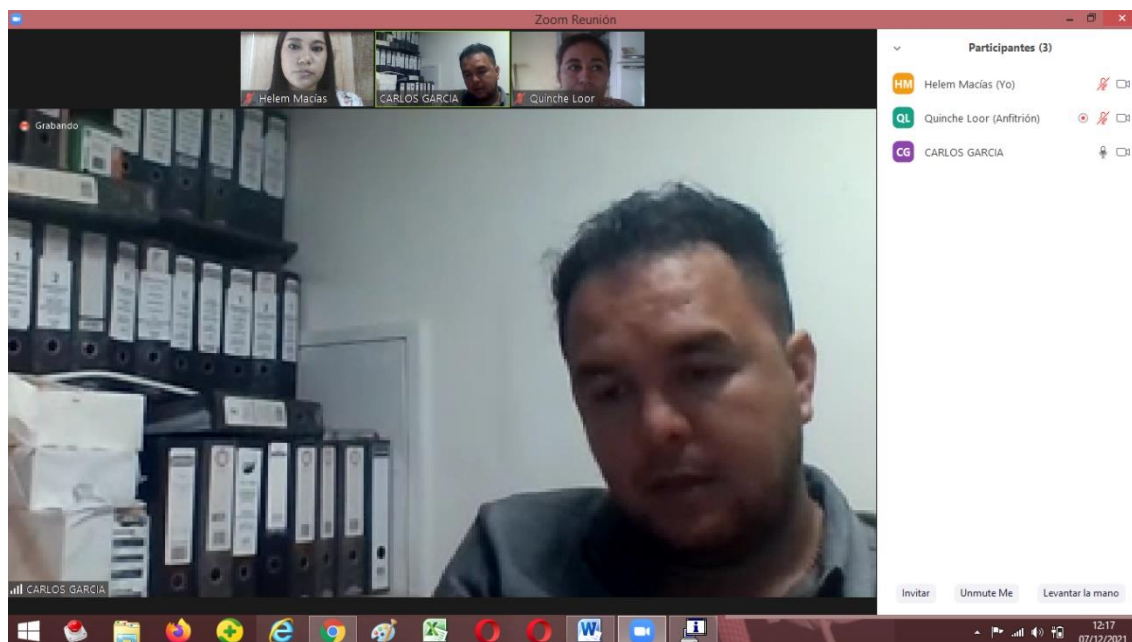 Zoom Reunión
Helem Macías
CARLOS GARCIA
Quinche Loor
Grabando
CARLOS GARCIA
Participantes (3)
HM Helem Macías (Yo)
QL Quinche Loor (Anfitrión)
CG CARLOS GARCIA
Invitar Unmute Me Levantar la mano
12:17
07/12/2021